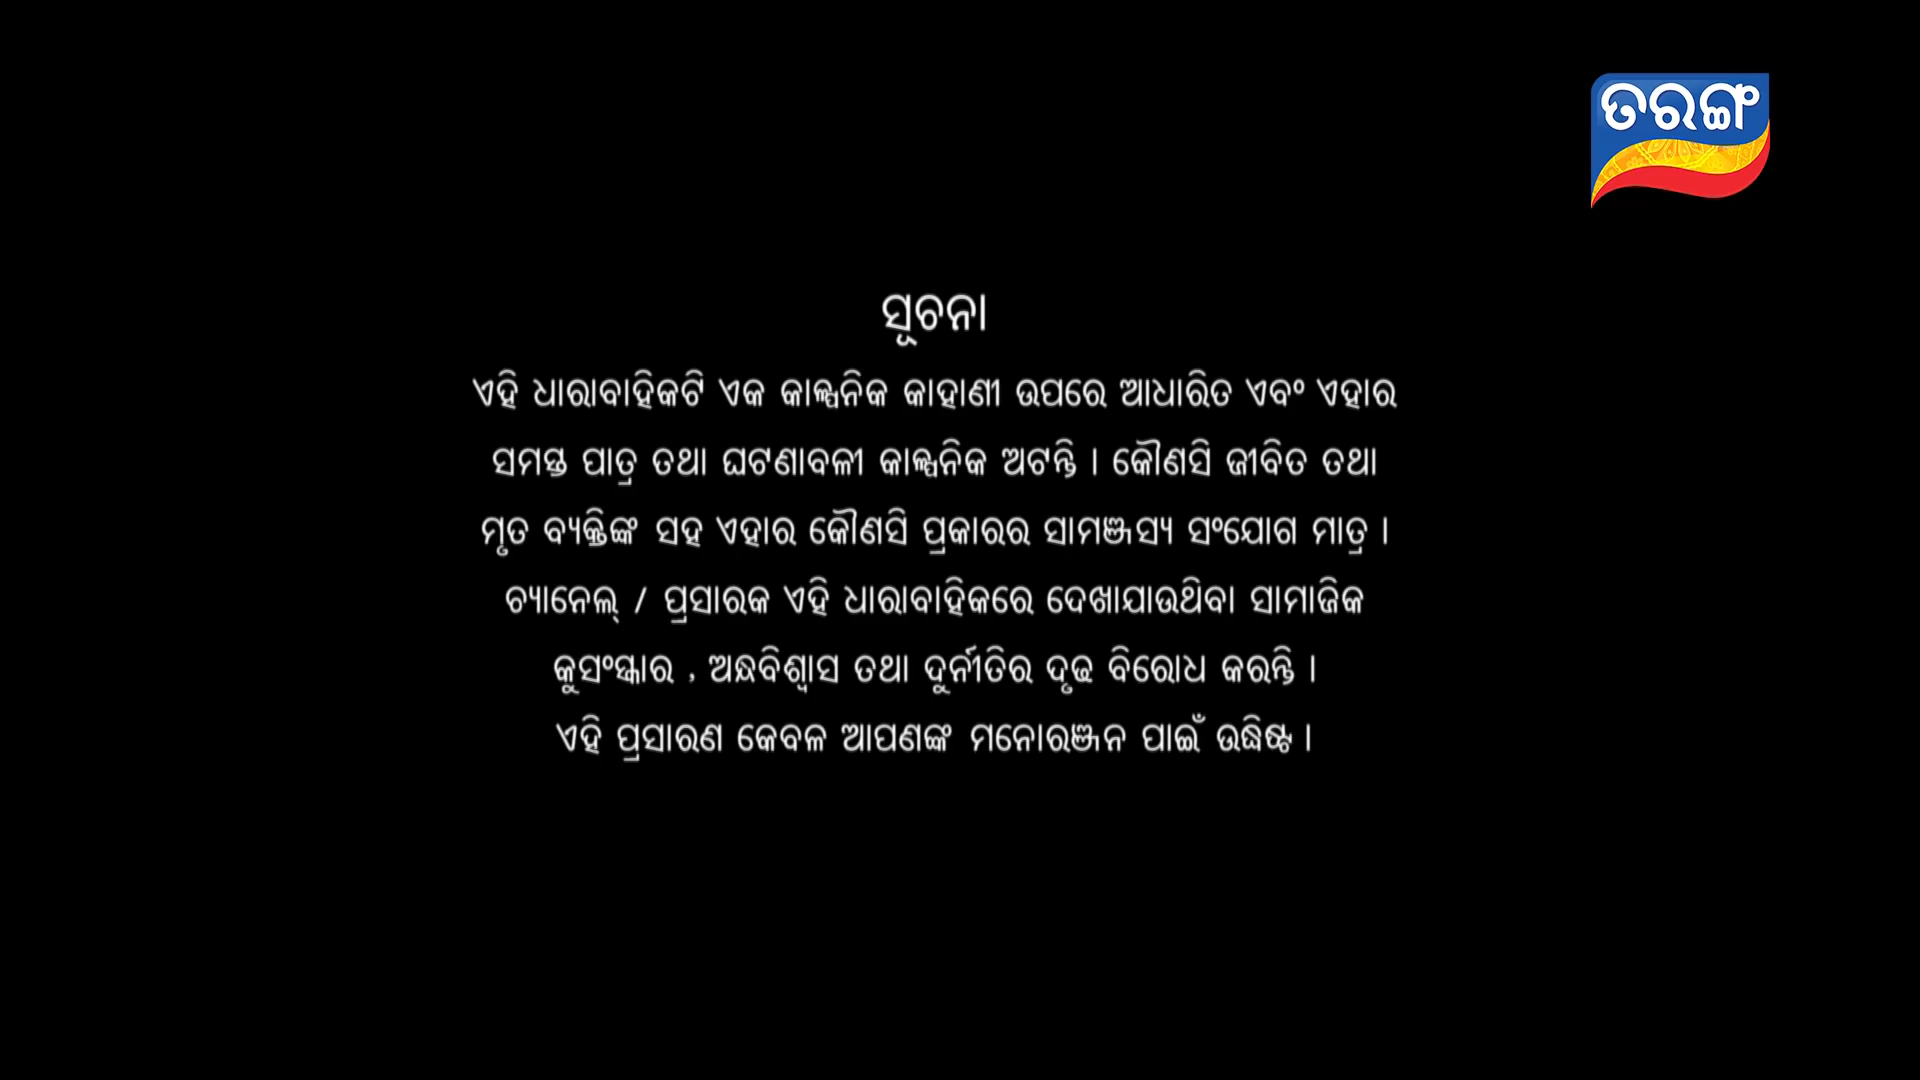 ତରଙ୍ଗ
ସୂଚନା
ଏହି ଧାରାବାହିକଟି ଏକ କାଳ୍ପନିକ କାହାଣୀ ଉପରେ ଆଧାରିତ ଏବଂ ଏହାର
ସମସ୍ତ ପାତ୍ର ତଥା ଘଟଣାବଳୀ କାଳ୍ପନିକ ଅଟନ୍ତି । କୌଣସି ଜୀବିତ ତଥା
ମୃତ ବ୍ୟକ୍ତିଙ୍କ ସହ ଏହାର କୌଣସି ପ୍ରକାରର ସାମଞ୍ଜସ୍ୟ ସଂଯୋଗ ମାତ୍ର ।
ଚ୍ୟାନେଲ୍ / ପ୍ରସାରକ ଏହି ଧାରାବାହିକରେ ଦେଖାଯାଉଥିବା ସାମାଜିକ
କୁସଂସ୍କାର , ଅନ୍ଧବିଶ୍ୱାସ ତଥା ଦୁର୍ନୀତିର ଦୃଢ ବିରୋଧ କରନ୍ତି ।
ଏହି ପ୍ରସାରଣ କେବଳ ଆପଣଙ୍କ ମନୋରଞ୍ଜନ ପାଇଁ ଉଦ୍ଧିଷ୍ଟ ।